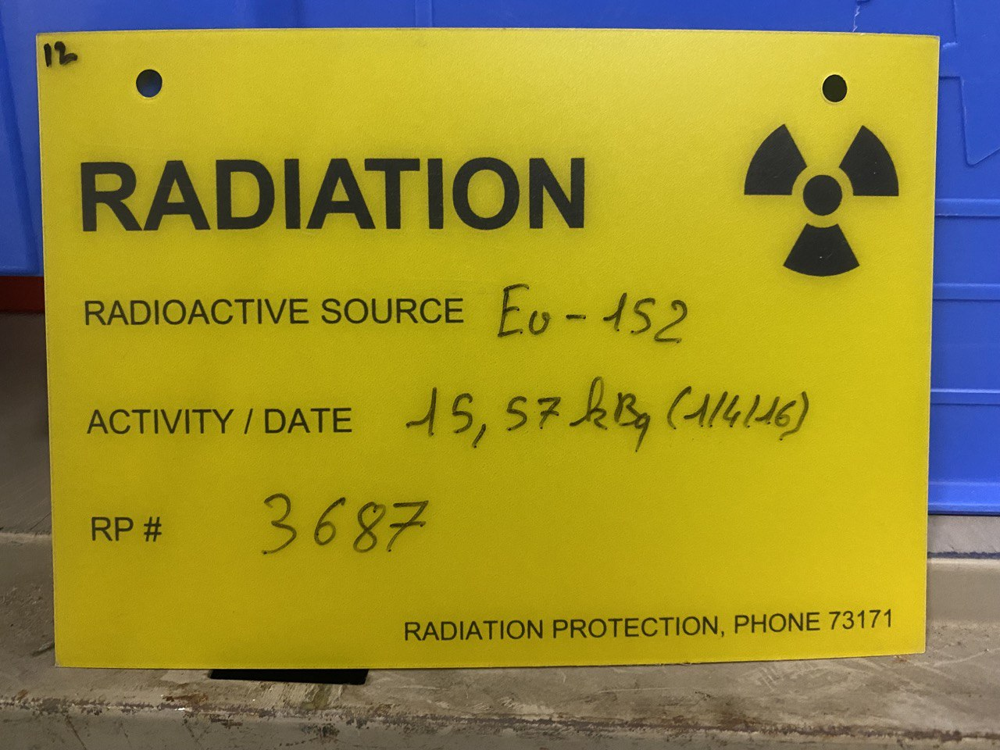 12
RADIATION
RADIOACTIVE SOURCE Eu-152
ACTIVITY / DATE 15,57 kBq (1/4/16)
RP # 3687
RADIATION PROTECTION, PHONE 73171